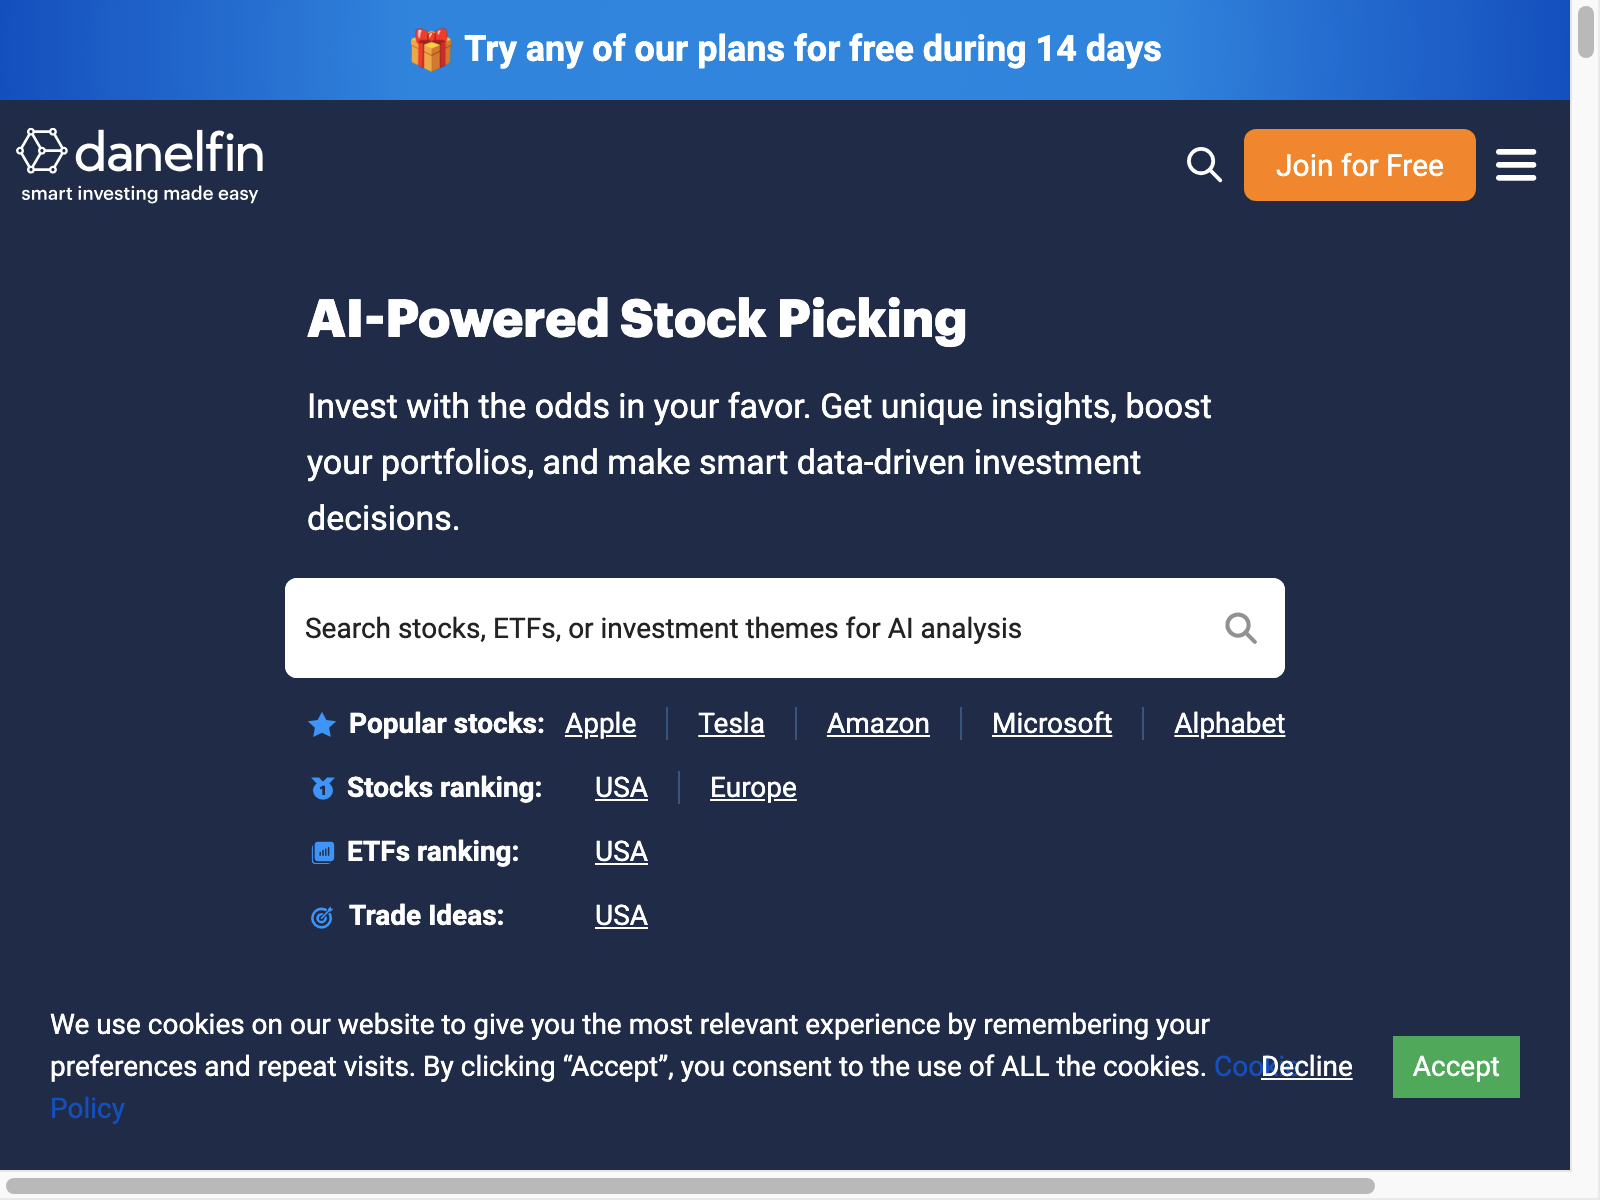 Try any of our plans for free during 14 days
danelfin
smart investing made easy
Join for Free
AI-Powered Stock Picking
Invest with the odds in your favor. Get unique insights, boost
your portfolios, and make smart data-driven investment
decisions.
Search stocks, ETFs, or investment themes for AI analysis
Popular stocks: Apple Tesla Amazon Microsoft Alphabet
Stocks ranking: USA Europe
ETFs ranking: USA
Trade Ideas: USA
We use cookies on our website to give you the most relevant experience by remembering your
preferences and repeat visits. By clicking “Accept”, you consent to the use of ALL the cookies. Cookie Decline Accept
Policy